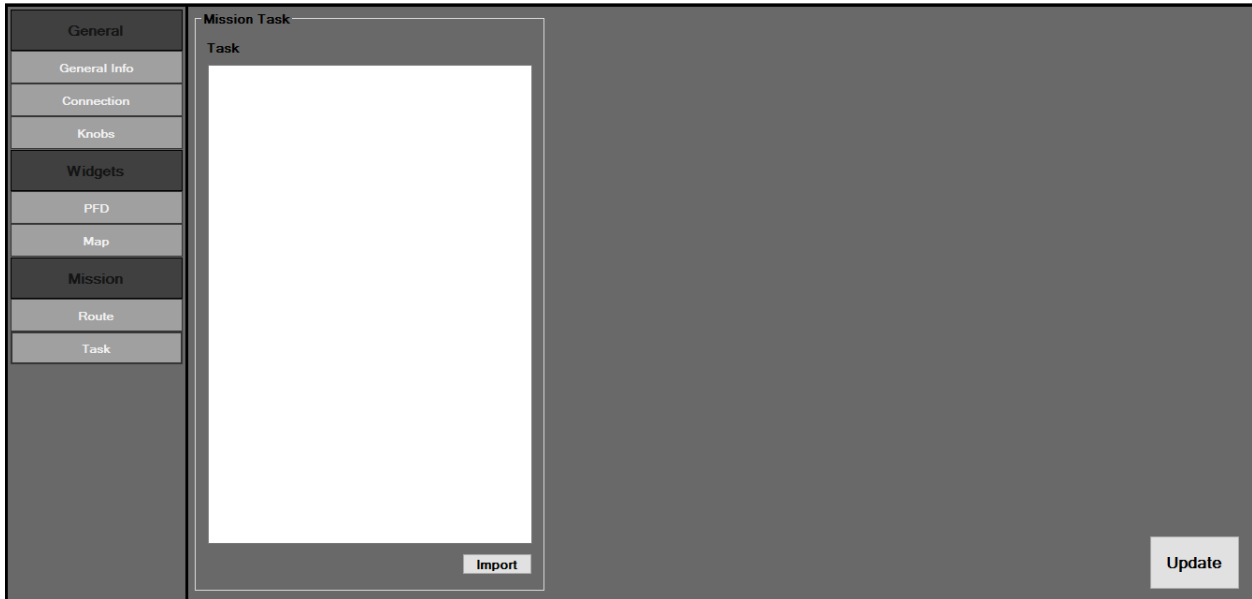 General
General Info
Connection
Knobs
Widgets
PFD
Map
Mission
Route
Task
Mission Task
Task
Import
Update